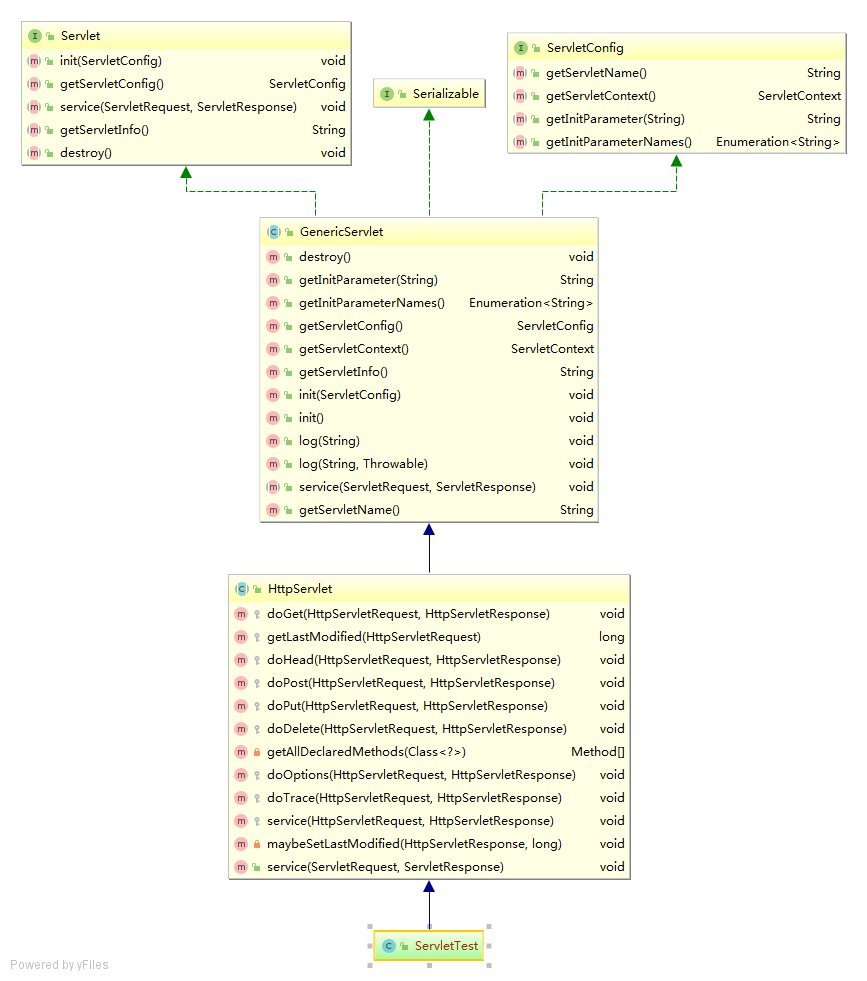 Servlet
init(ServletConfig) void
getServletConfig() ServletConfig
service(ServletRequest, ServletResponse) void
getServletInfo() String
destroy() void
Serializable
ServletConfig
getServletName() String
getServletContext() ServletContext
getInitParameter(String) String
getInitParameterNames() Enumeration<String>
GenericServlet
destroy() void
getInitParameter(String) String
getInitParameterNames() Enumeration<String>
getServletConfig() ServletConfig
getServletContext() ServletContext
getServletInfo() String
init(ServletConfig) void
init() void
log(String) void
log(String, Throwable) void
service(ServletRequest, ServletResponse) void
getServletName() String
HttpServlet
doGet(HttpServletRequest, HttpServletResponse) void
getLastModified(HttpServletRequest) long
doHead(HttpServletRequest, HttpServletResponse) void
doPost(HttpServletRequest, HttpServletResponse) void
doPut(HttpServletRequest, HttpServletResponse) void
doDelete(HttpServletRequest, HttpServletResponse) void
getAllDeclaredMethods(Class<?>) Method[]
doOptions(HttpServletRequest, HttpServletResponse) void
doTrace(HttpServletRequest, HttpServletResponse) void
service(HttpServletRequest, HttpServletResponse) void
maybeSetLastModified(HttpServletResponse, long) void
service(ServletRequest, ServletResponse) void
ServletTest
Powered by yFiles